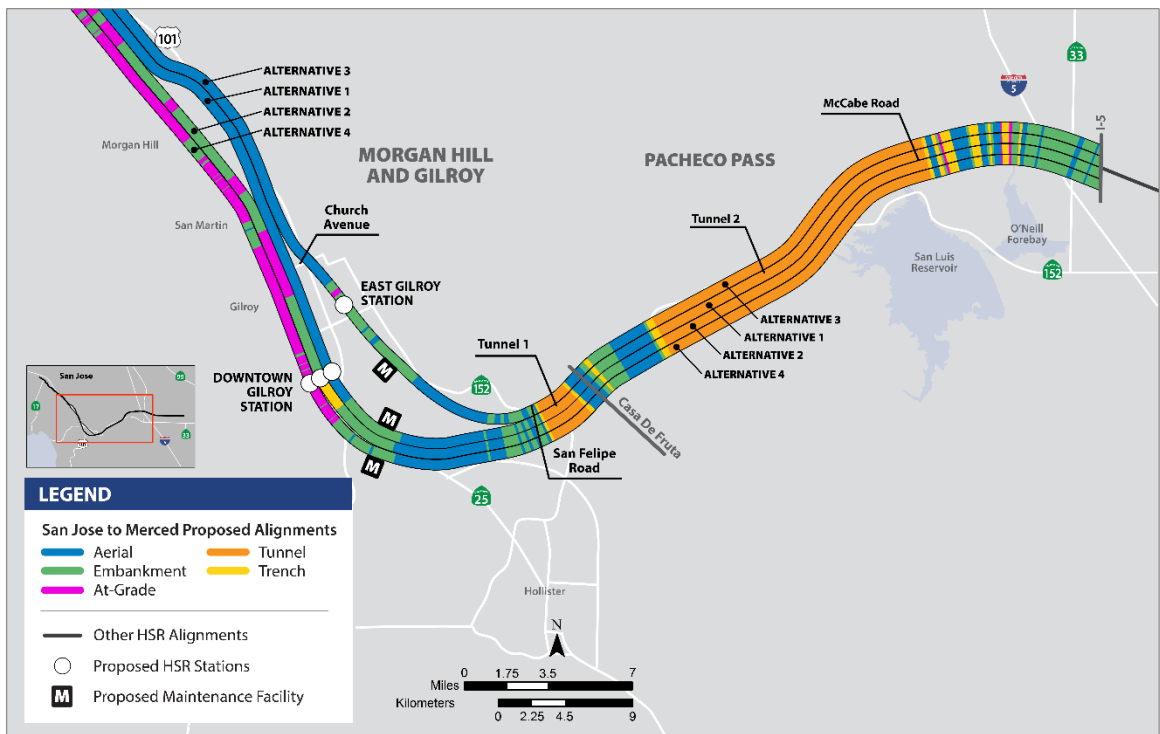 101
ALTERNATIVE 3
ALTERNATIVE 1
ALTERNATIVE 2
ALTERNATIVE 4
Morgan Hill
MORGAN HILL
AND GILROY
PACHECO PASS
McCabe Road
5
33
I-5
San Martin
Church
Avenue
Tunnel 2
O'Neill
Forebay
San Luis
Reservoir
152
Gilroy
EAST GILROY
STATION
ALTERNATIVE 3
ALTERNATIVE 1
ALTERNATIVE 2
ALTERNATIVE 4
Tunnel 1
152
M
DOWNTOWN
GILROY
STATION
M
M
Casa De Fruta
San Felipe
Road
25
San Jose
17
101
5
33
LEGEND
San Jose to Merced Proposed Alignments
Aerial
Tunnel
Embankment
Trench
At-Grade
Other HSR Alignments
Proposed HSR Stations
M
Proposed Maintenance Facility
Hollister
N
0 1.75 3.5 7
Miles
Kilometers
0 2.25 4.5 9